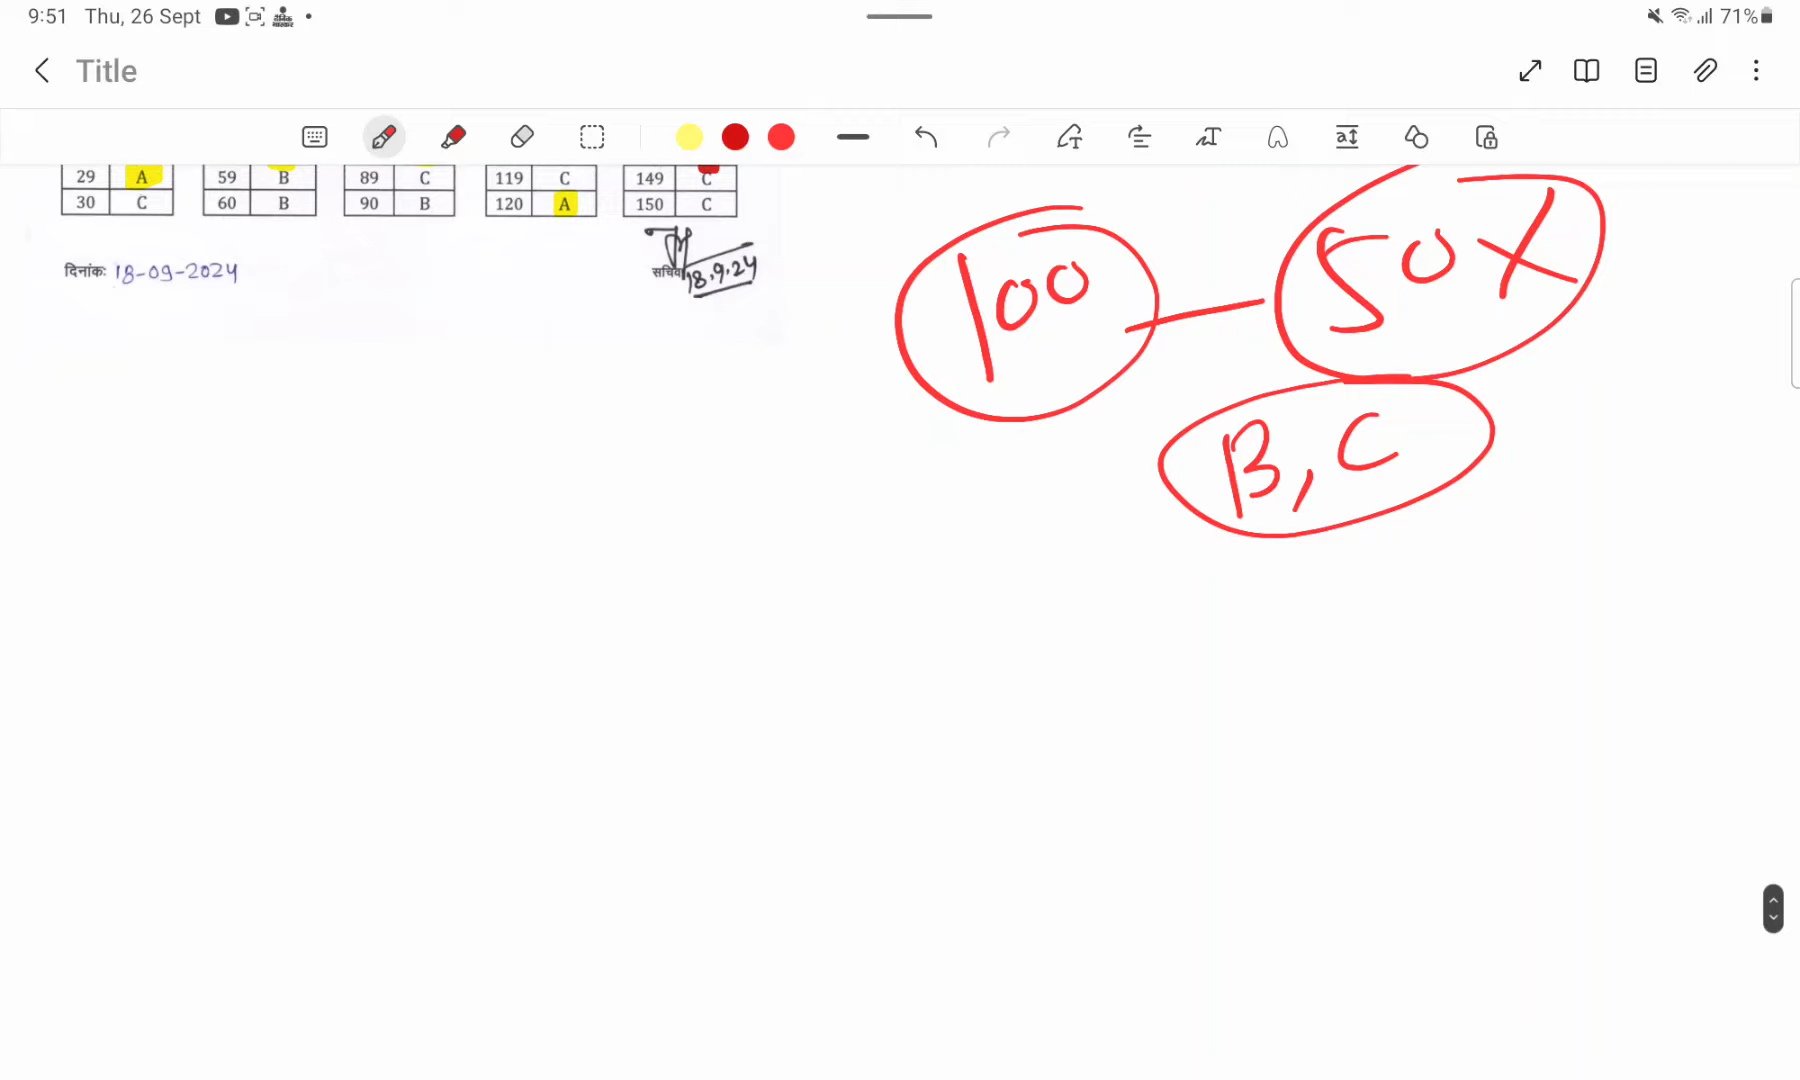 9:51 Thu, 26 Sept 71%
Title
29 A 59 B 89 C 119 C 149 C
30 C 60 B 90 B 120 A 150 C
दिनांकः 18-09-2024
सचिव 18.9.24
100 — 50X
B, C